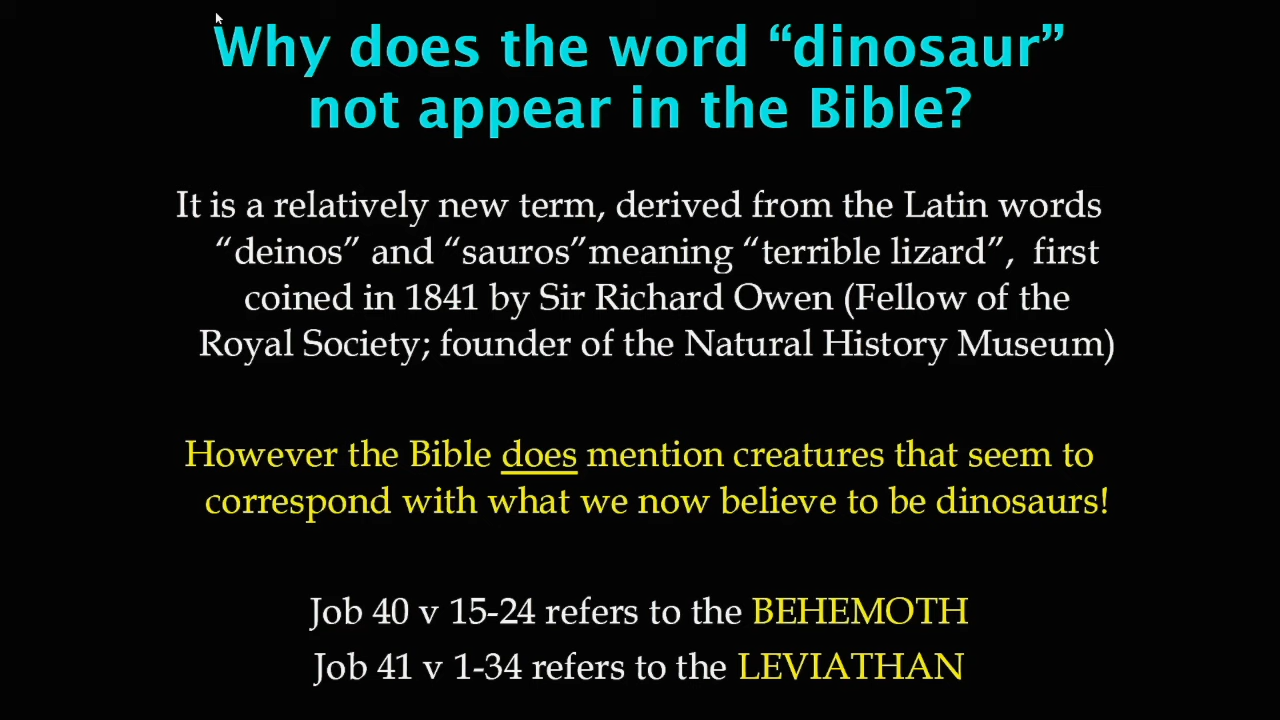 Why does the word “dinosaur”
not appear in the Bible?
It is a relatively new term, derived from the Latin words
“deinos” and “sauros”meaning “terrible lizard”, first
coined in 1841 by Sir Richard Owen (Fellow of the
Royal Society; founder of the Natural History Museum)
However the Bible does mention creatures that seem to
correspond with what we now believe to be dinosaurs!
Job 40 v 15-24 refers to the BEHEMOTH
Job 41 v 1-34 refers to the LEVIATHAN